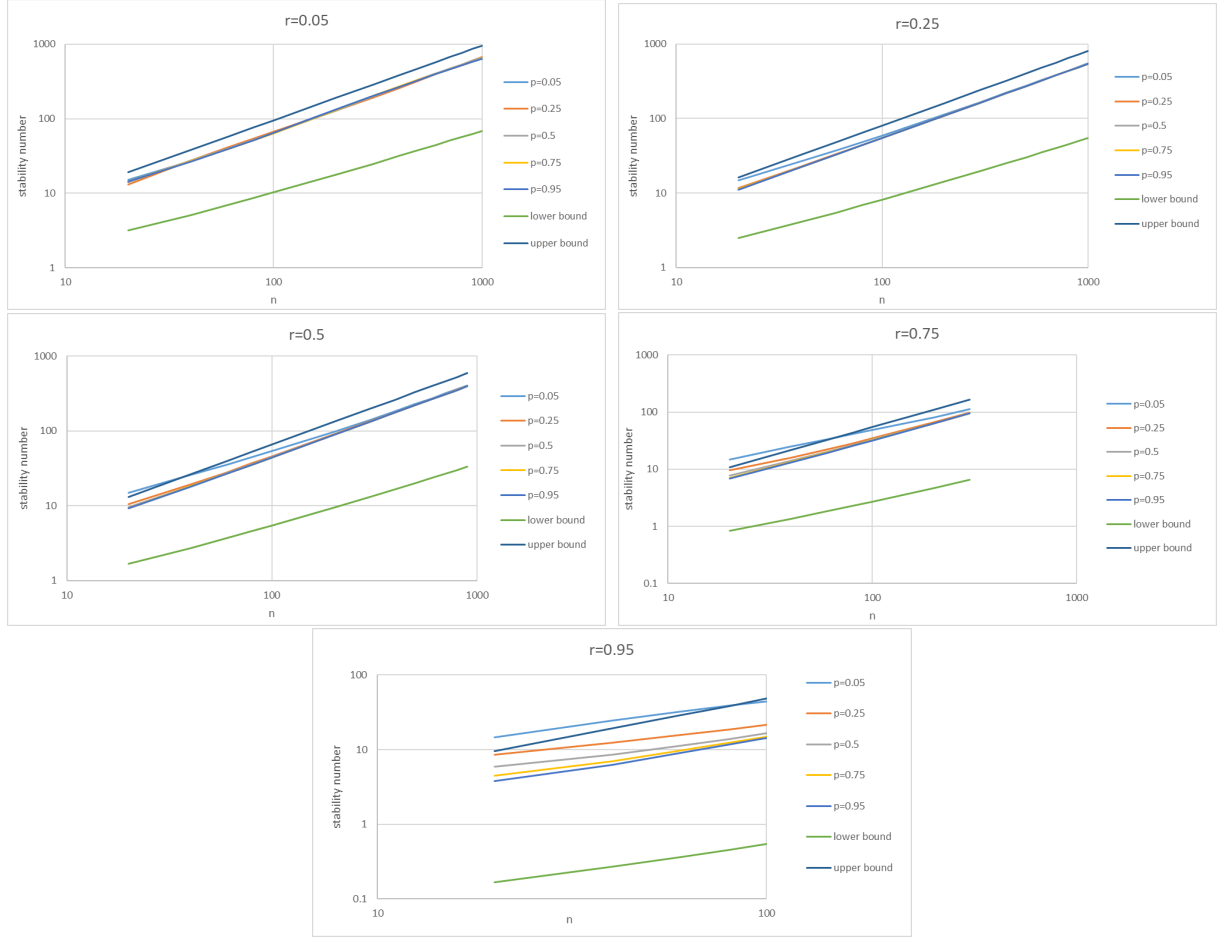 r=0.05
1000
100
10
1
10
100
1000
stability number
n
p=0.05
p=0.25
p=0.5
p=0.75
p=0.95
lower bound
upper bound
r=0.25
1000
100
10
1
10
100
1000
stability number
n
p=0.05
p=0.25
p=0.5
p=0.75
p=0.95
lower bound
upper bound
r=0.5
1000
100
10
1
10
100
1000
stability number
n
p=0.05
p=0.25
p=0.5
p=0.75
p=0.95
lower bound
upper bound
r=0.75
1000
100
10
1
0.1
10
100
1000
stability number
n
p=0.05
p=0.25
p=0.5
p=0.75
p=0.95
lower bound
upper bound
r=0.95
100
10
1
0.1
10
100
stability number
n
p=0.05
p=0.25
p=0.5
p=0.75
p=0.95
lower bound
upper bound